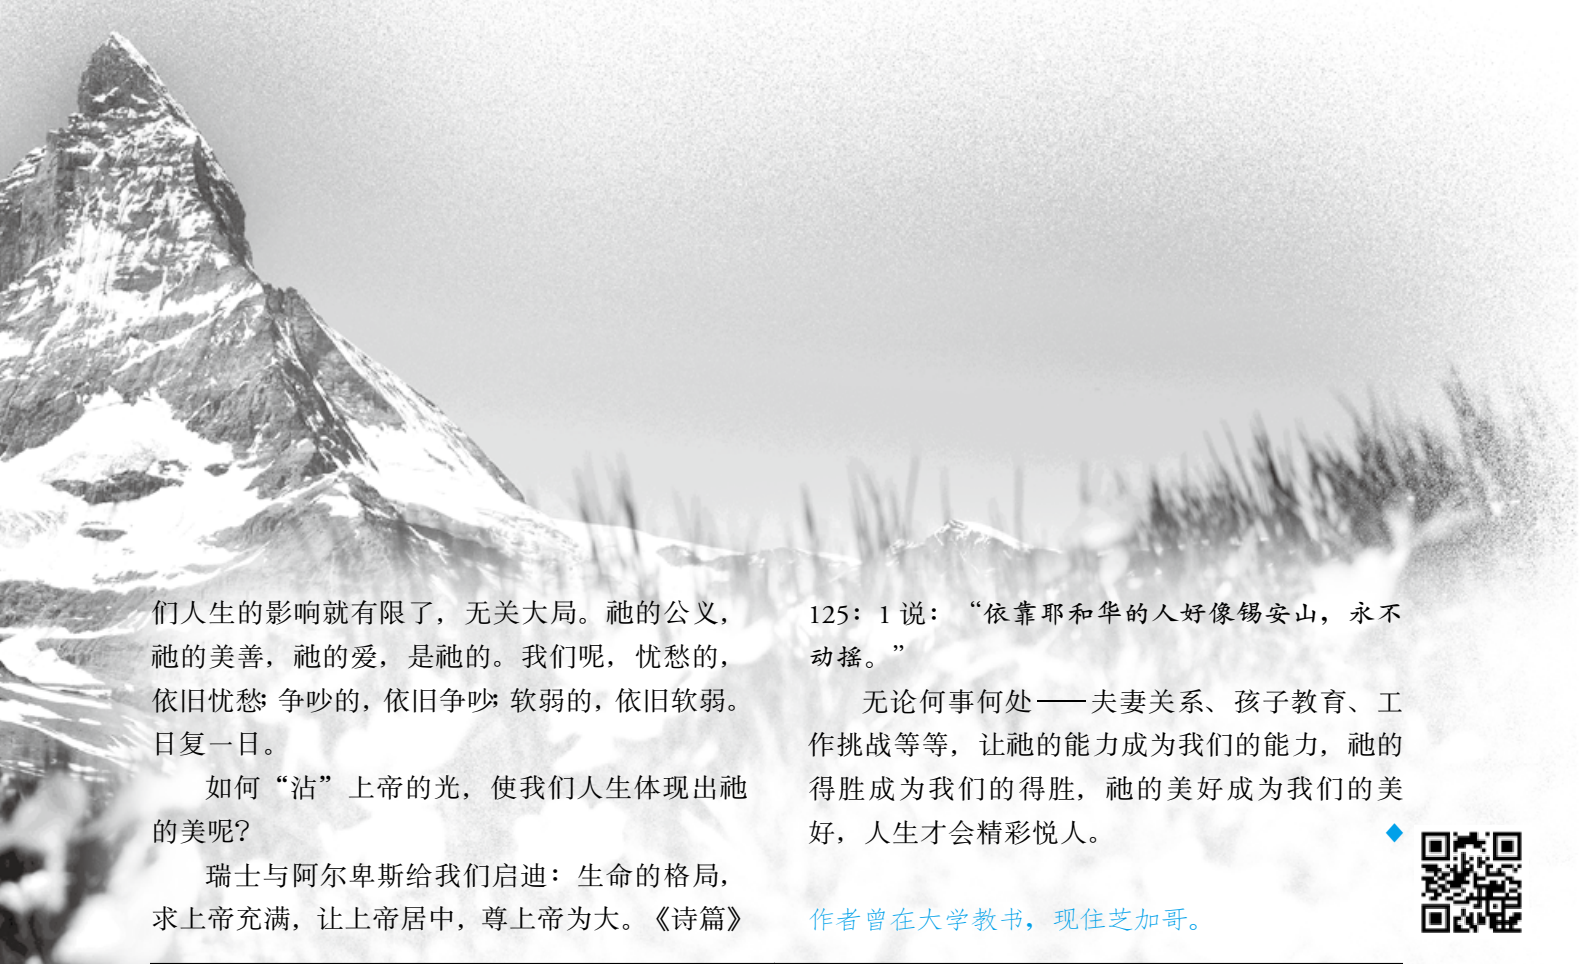 们人生的影响就有限了，无关大局。祂的公义，
祂的美善，祂的爱，是祂的。我们呢，忧愁的，
依旧忧愁；争吵的，依旧争吵；软弱的，依旧软弱。
日复一日。
如何“沾”上帝的光，使我们人生体现出祂
的美呢？
瑞士与阿尔卑斯给我们启迪：生命的格局，
求上帝充满，让上帝居中，尊上帝为大。《诗篇》
125：1 说：“依靠耶和华的人好像锡安山，永不
动摇。”
无论何事何处——夫妻关系、孩子教育、工
作挑战等等，让祂的能力成为我们的能力，祂的
得胜成为我们的得胜，祂的美好成为我们的美
好，人生才会精彩悦人。
作者曾在大学教书，现住芝加哥。